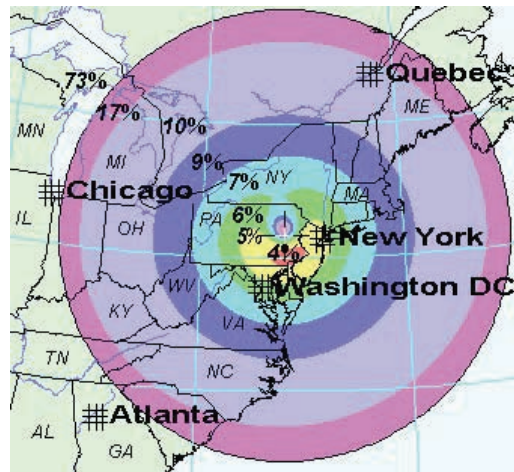 Quebec
73%
ME
17%
MN
10%
MI
9%
NY
7%
MA
Chicago
PA
6%
IL
OH
5%
New York
4%
WV
Washington DC
KY
VA
TN
NC
Atlanta
AL
GA